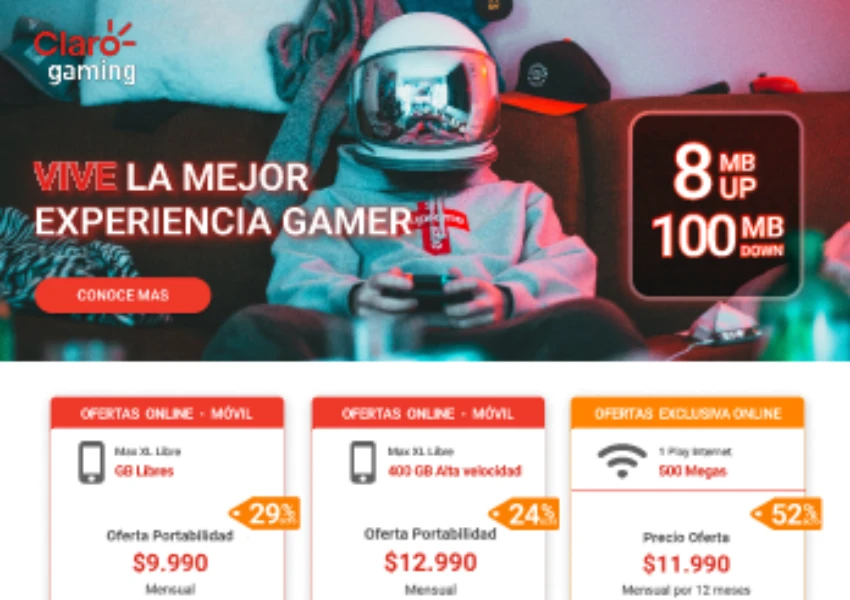 Claro
gaming
VIVE LA MEJOR
EXPERIENCIA GAMER
CONOCE MAS
8 MB
UP
100 MB
DOWN
OFERTAS ONLINE - MÓVIL
Max XL Libre
GB Libres
29%
Oferta Portabilidad
$9.990
Mensual
OFERTAS ONLINE - MÓVIL
Max XL Libre
400 GB Alta velocidad
24%
Oferta Portabilidad
$12.990
Mensual
OFERTAS EXCLUSIVA ONLINE
1 Play Internet
500 Megas
52%
Precio Oferta
$11.990
Mensual por 12 meses